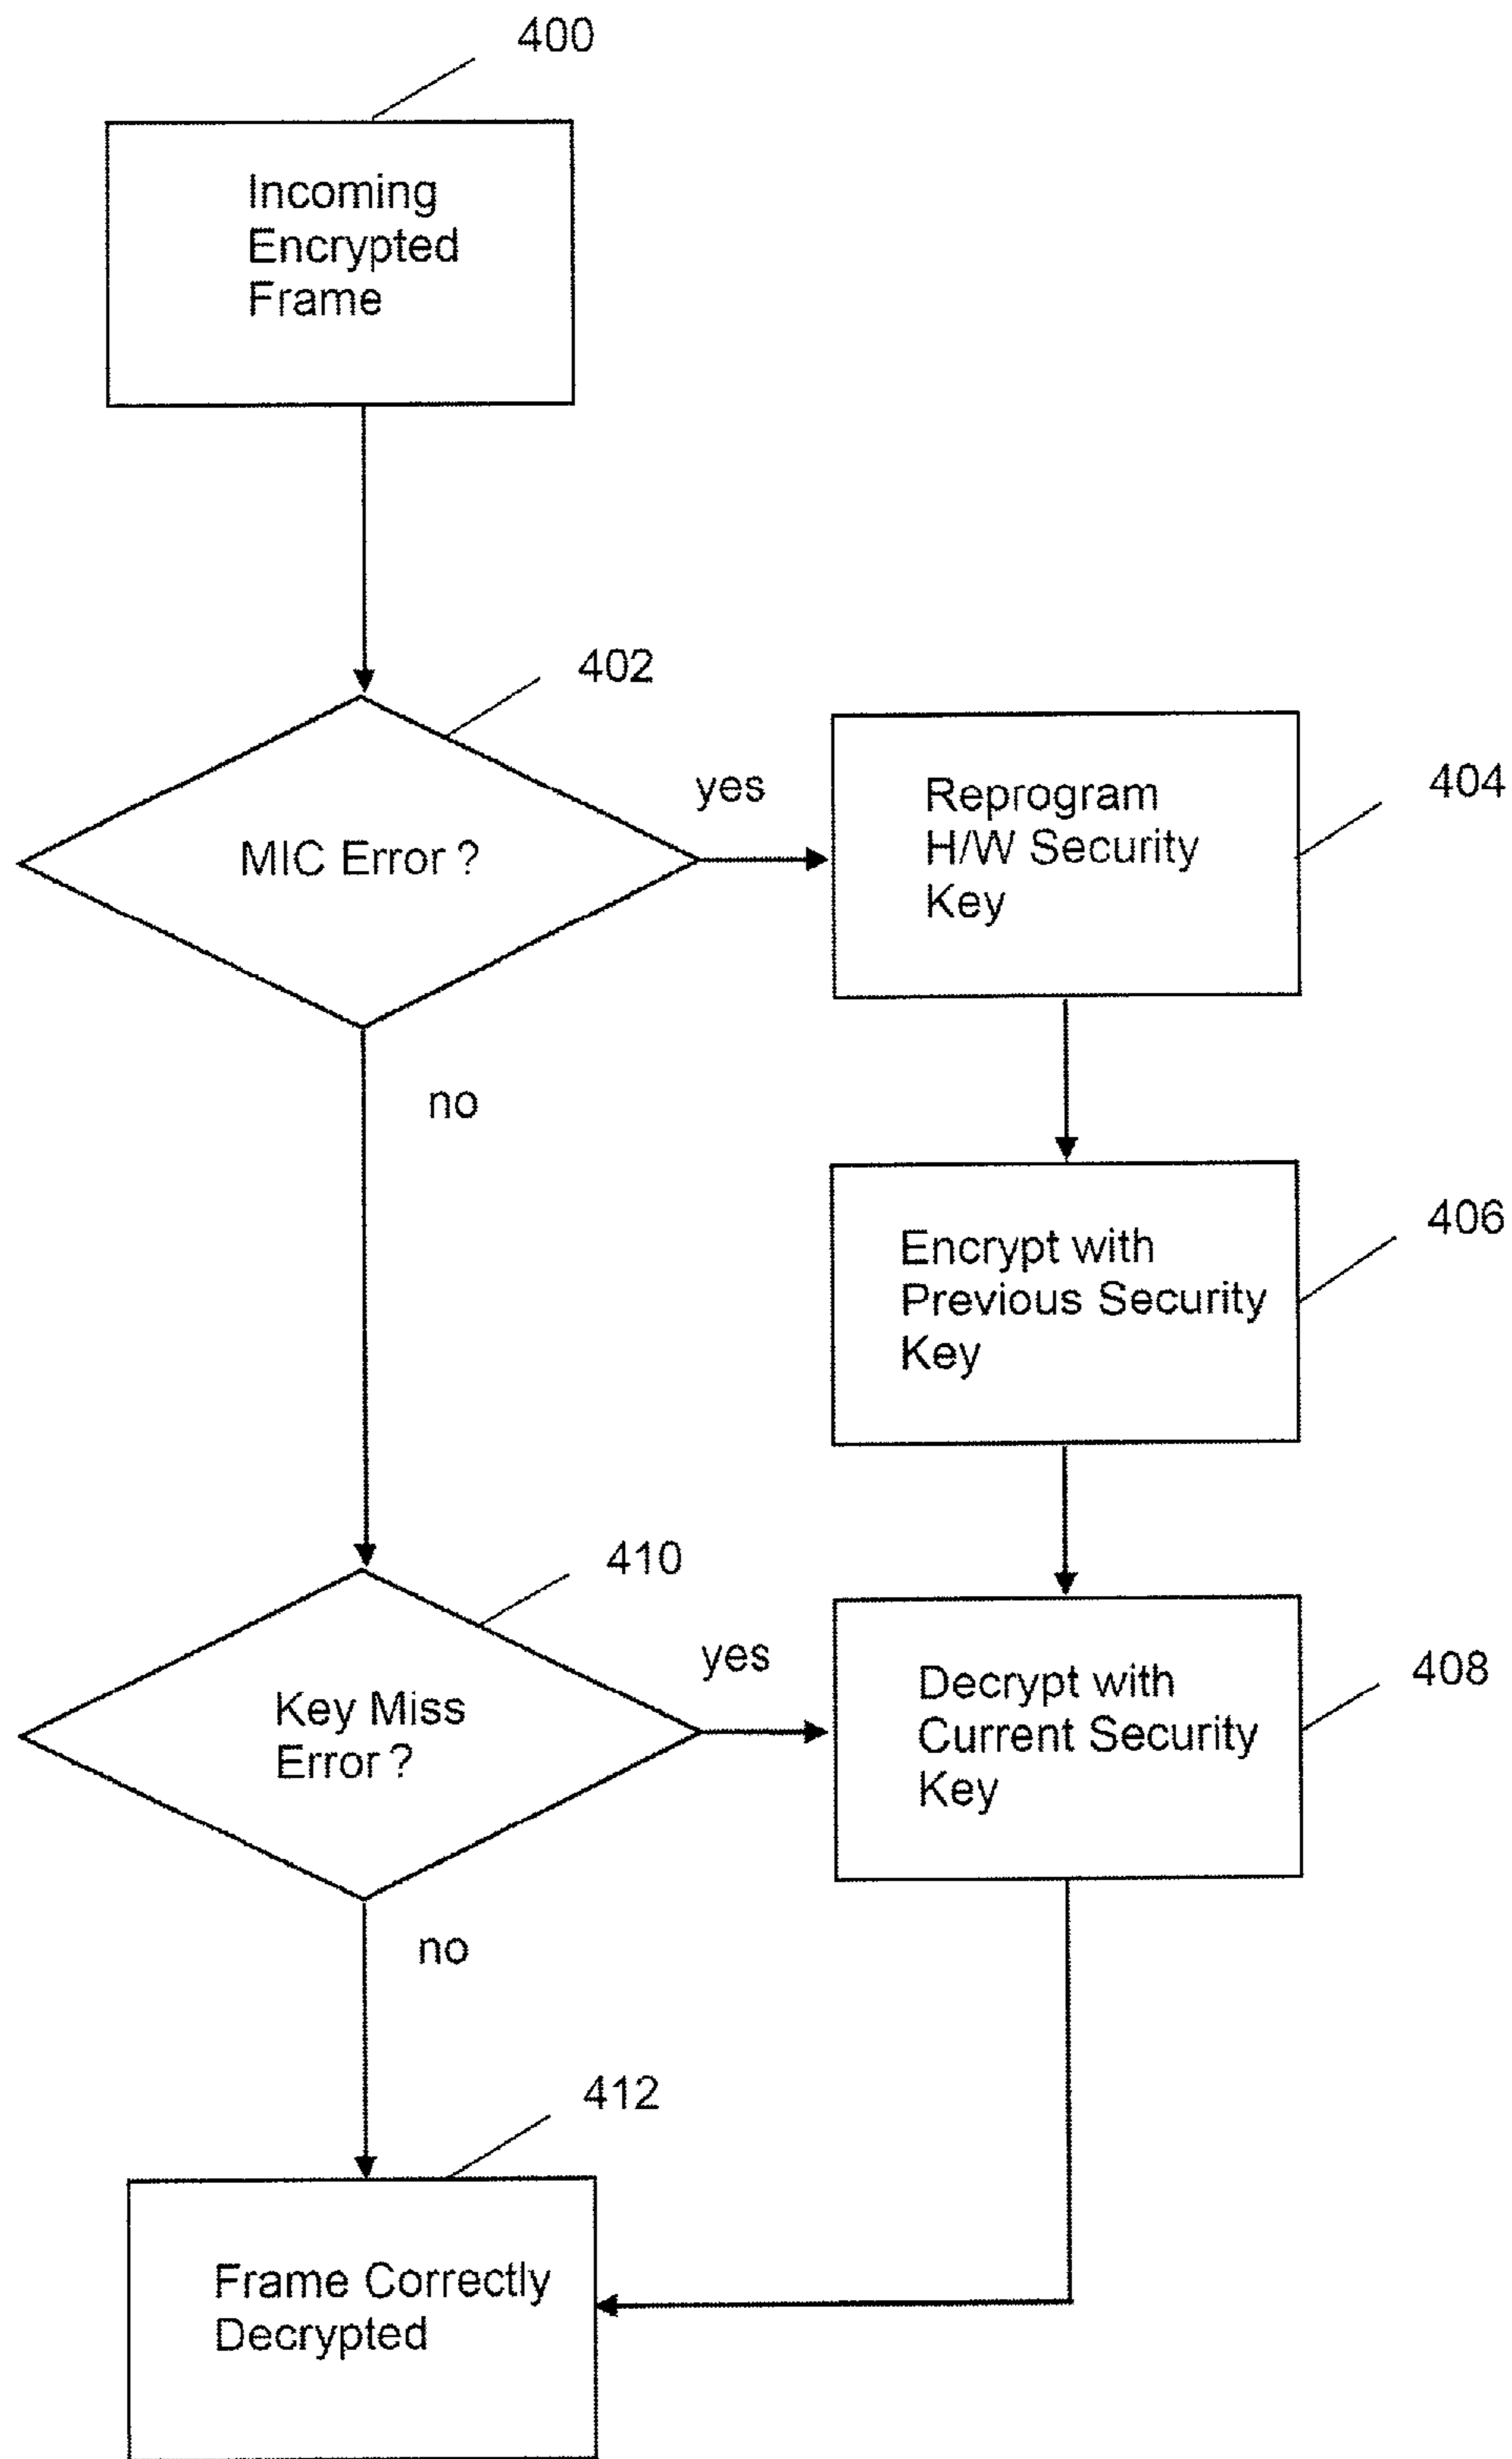 400
Incoming
Encrypted
Frame
402
MIC Error ?
yes
Reprogram
H/W Security
Key
404
no
Encrypt with
Previous Security
Key
406
410
Key Miss
Error ?
yes
Decrypt with
Current Security
Key
408
no
412
Frame Correctly
Decrypted